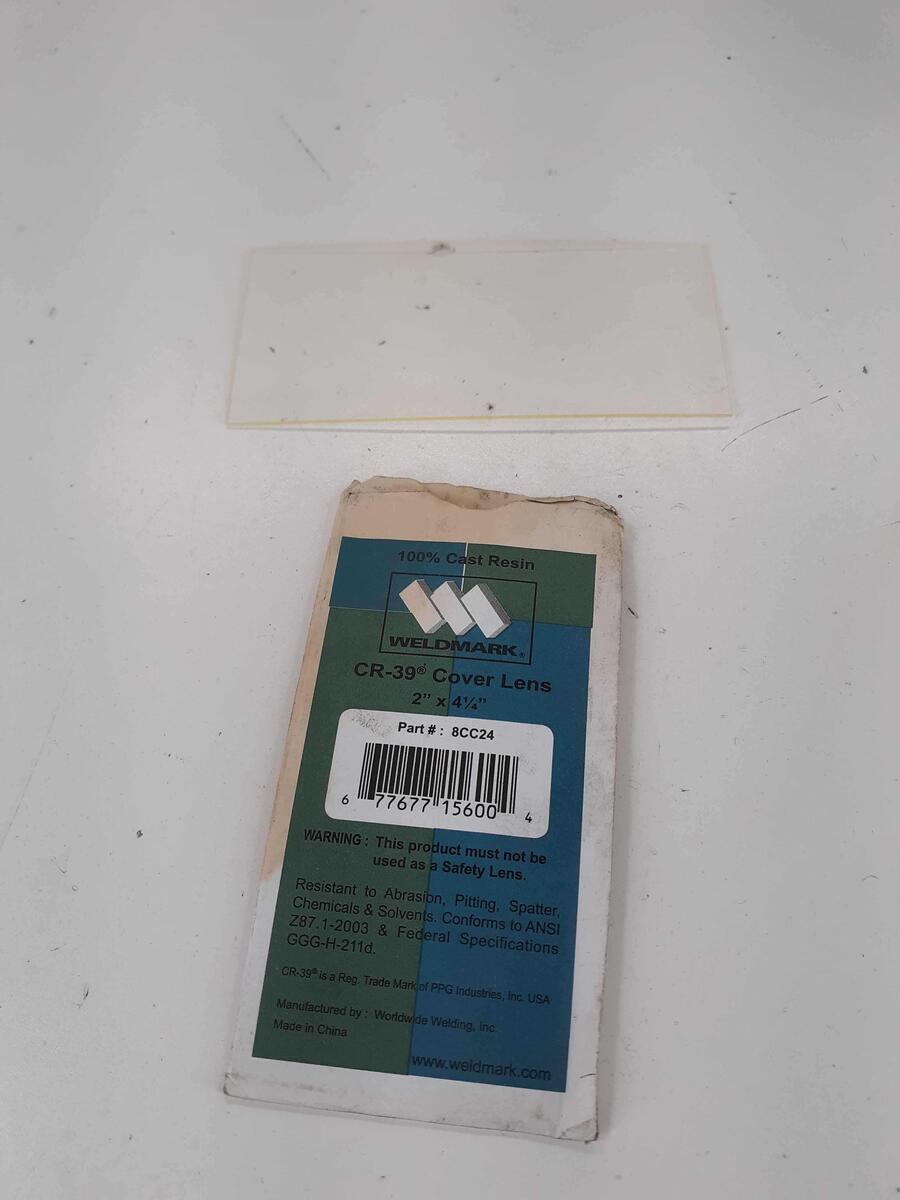 100% Cast Resin
WELDMARK®
CR-39® Cover Lens
2” x 4¼”
Part # : 8CC24
6 77677 15600 4
WARNING : This product must not be
used as a Safety Lens.
Resistant to Abrasion, Pitting, Spatter,
Chemicals & Solvents. Conforms to ANSI
Z87.1-2003 & Federal Specifications
GGG-H-211d.
CR-39® is a Reg. Trade Mark of PPG Industries, Inc. USA
Manufactured by : Worldwide Welding, Inc.
Made in China
www.weldmark.com